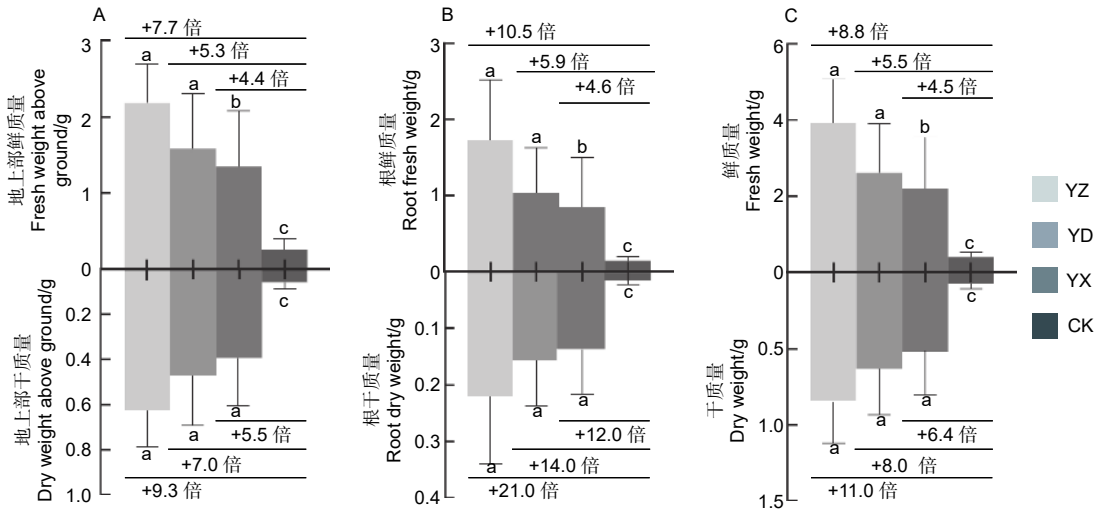 A
+7.7 倍
+5.3 倍
+4.4 倍
3
2
1
0
0.2
0.4
0.6
0.8
1.0
地上部鲜质量
Fresh weight above
ground/g
地上部干质量
Dry weight above ground/g
a
a
b
c
c
a
a
a
+5.5 倍
+7.0 倍
+9.3 倍
B
+10.5 倍
+5.9 倍
+4.6 倍
3
2
1
0
0.1
0.2
0.3
0.4
根鲜质量
Root fresh weight/g
根干质量
Root dry weight/g
a
a
b
c
c
a
a
a
+12.0 倍
+14.0 倍
+21.0 倍
C
+8.8 倍
+5.5 倍
+4.5 倍
6
4
2
0
0.5
1.0
1.5
鲜质量
Fresh weight/g
干质量
Dry weight/g
a
a
b
c
c
a
a
a
+6.4 倍
+8.0 倍
+11.0 倍
YZ
YD
YX
CK